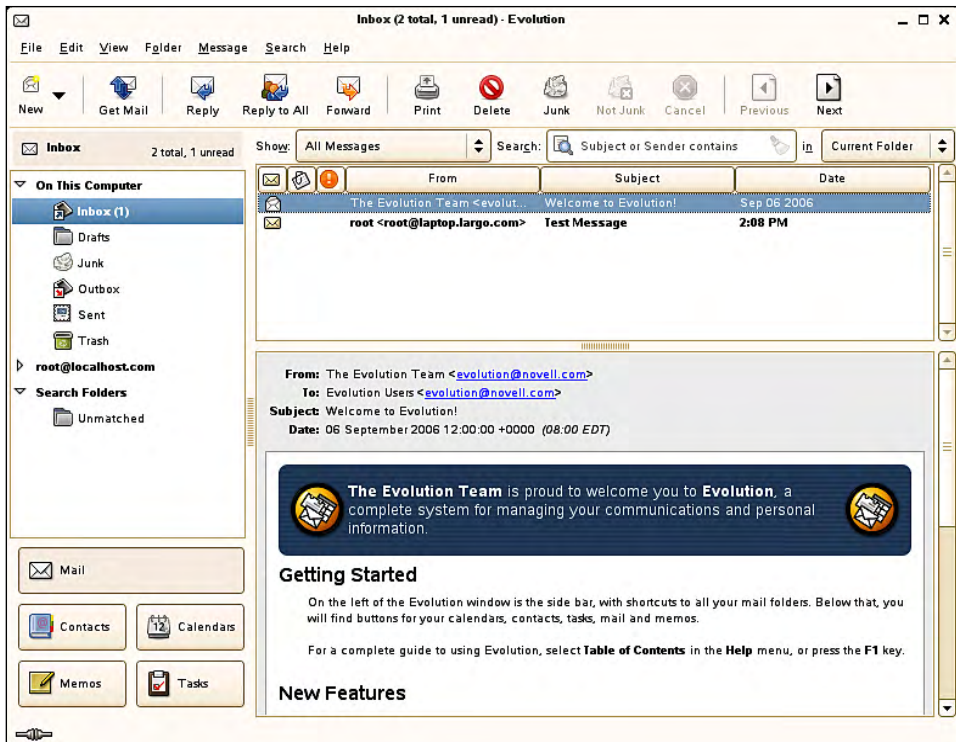 Inbox (2 total, 1 unread) - Evolution
File Edit View Folder Message Search Help
New Get Mail Reply Reply to All Forward Print Delete Junk Not Junk Cancel Previous Next
Inbox 2 total, 1 unread
Show: All Messages Search: Subject or Sender contains in Current Folder
On This Computer
Inbox (1)
Drafts
Junk
Outbox
Sent
Trash
root@localhost.com
Search Folders
Unmatched
Mail
Contacts
12 Calendars
Memos
Tasks
From Subject Date
The Evolution Team <evolut... Welcome to Evolution! Sep 06 2006
root <root@laptop.largo.com> Test Message 2:08 PM
From: The Evolution Team <evolution@novell.com>
To: Evolution Users <evolution@novell.com>
Subject: Welcome to Evolution!
Date: 06 September 2006 12:00:00 +0000 (08:00 EDT)
The Evolution Team is proud to welcome you to Evolution, a
complete system for managing your communications and personal
information.
Getting Started
On the left of the Evolution window is the side bar, with shortcuts to all your mail folders. Below that, you
will find buttons for your calendars, contacts, tasks, mail and memos.
For a complete guide to using Evolution, select Table of Contents in the Help menu, or press the F1 key.
New Features